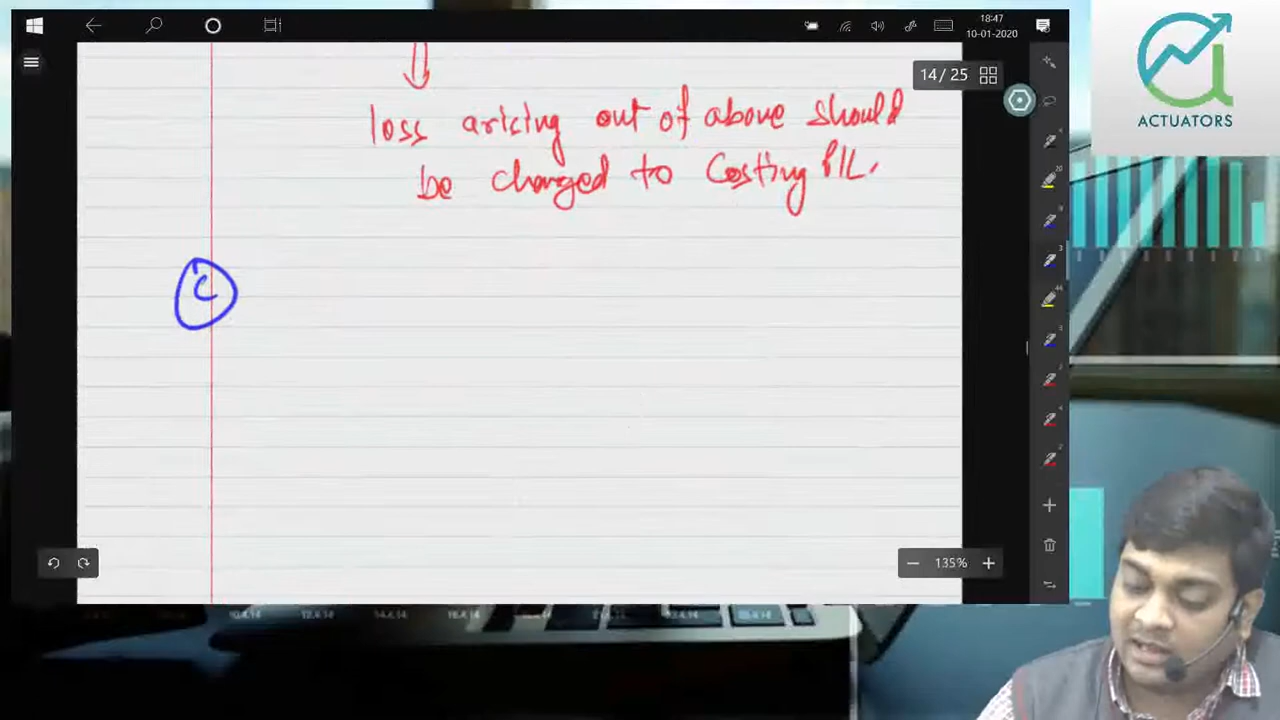 18:47
10-01-2020
14 / 25
ACTUATORS
loss arising out of above should
be charged to Costing P/L.
C
135%